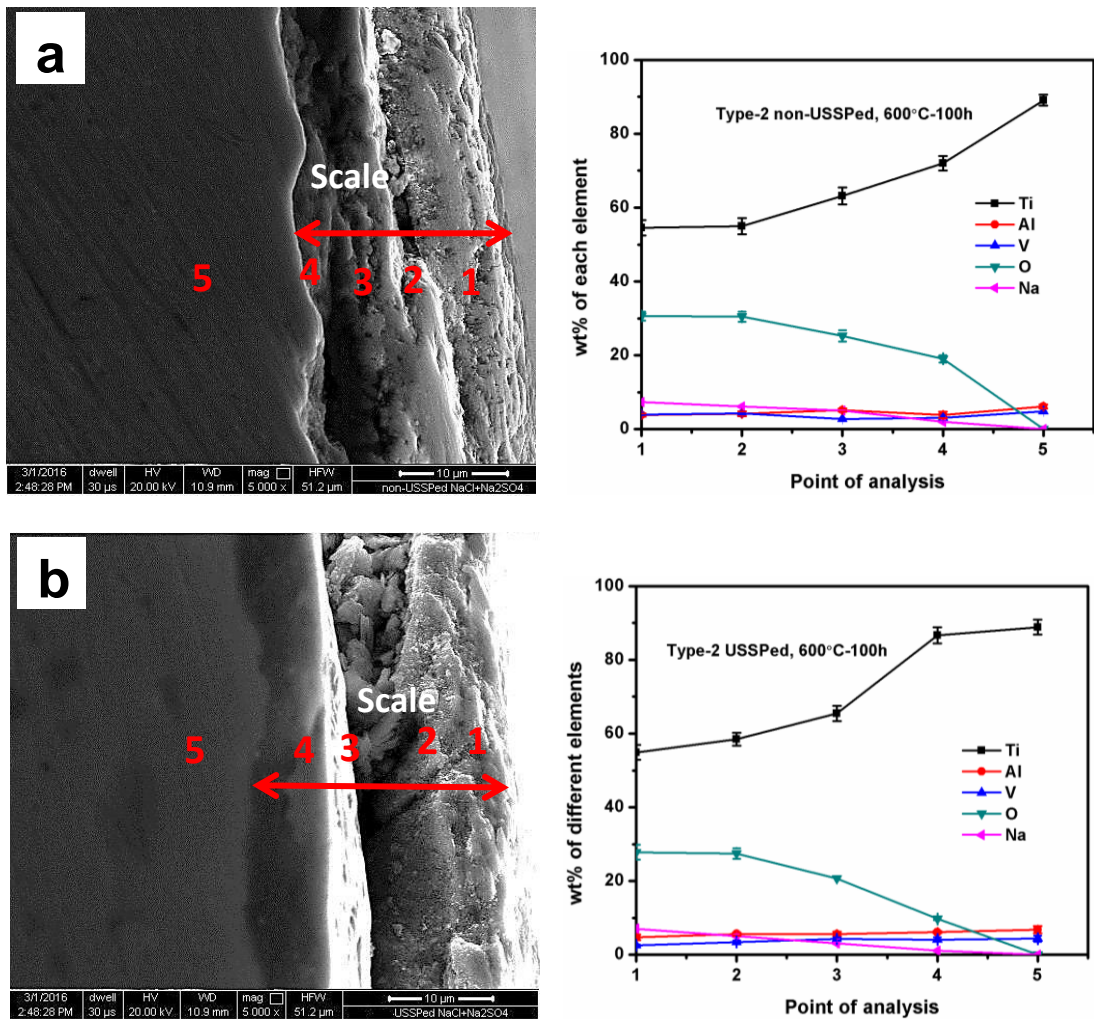 a
Scale
5 4 3 2 1
3/1/2016 dwell HV WD mag HFW 10 µm
2:48:28 PM 30 µs 20.00 kV 10.9 mm 5 000 x 51.2 µm non-USSPed NaCl+Na2SO4
100
80
60
40
20
0
wt% of each element
Type-2 non-USSPed, 600°C-100h
Ti
Al
V
O
Na
1 2 3 4 5
Point of analysis
b
Scale
5 4 3 2 1
3/1/2016 dwell HV WD mag HFW 10 µm
2:48:28 PM 30 µs 20.00 kV 10.9 mm 5 000 x 51.2 µm -USSPed NaCl+Na2SO4
100
80
60
40
20
0
wt% of different elements
Type-2 USSPed, 600°C-100h
Ti
Al
V
O
Na
1 2 3 4 5
Point of analysis